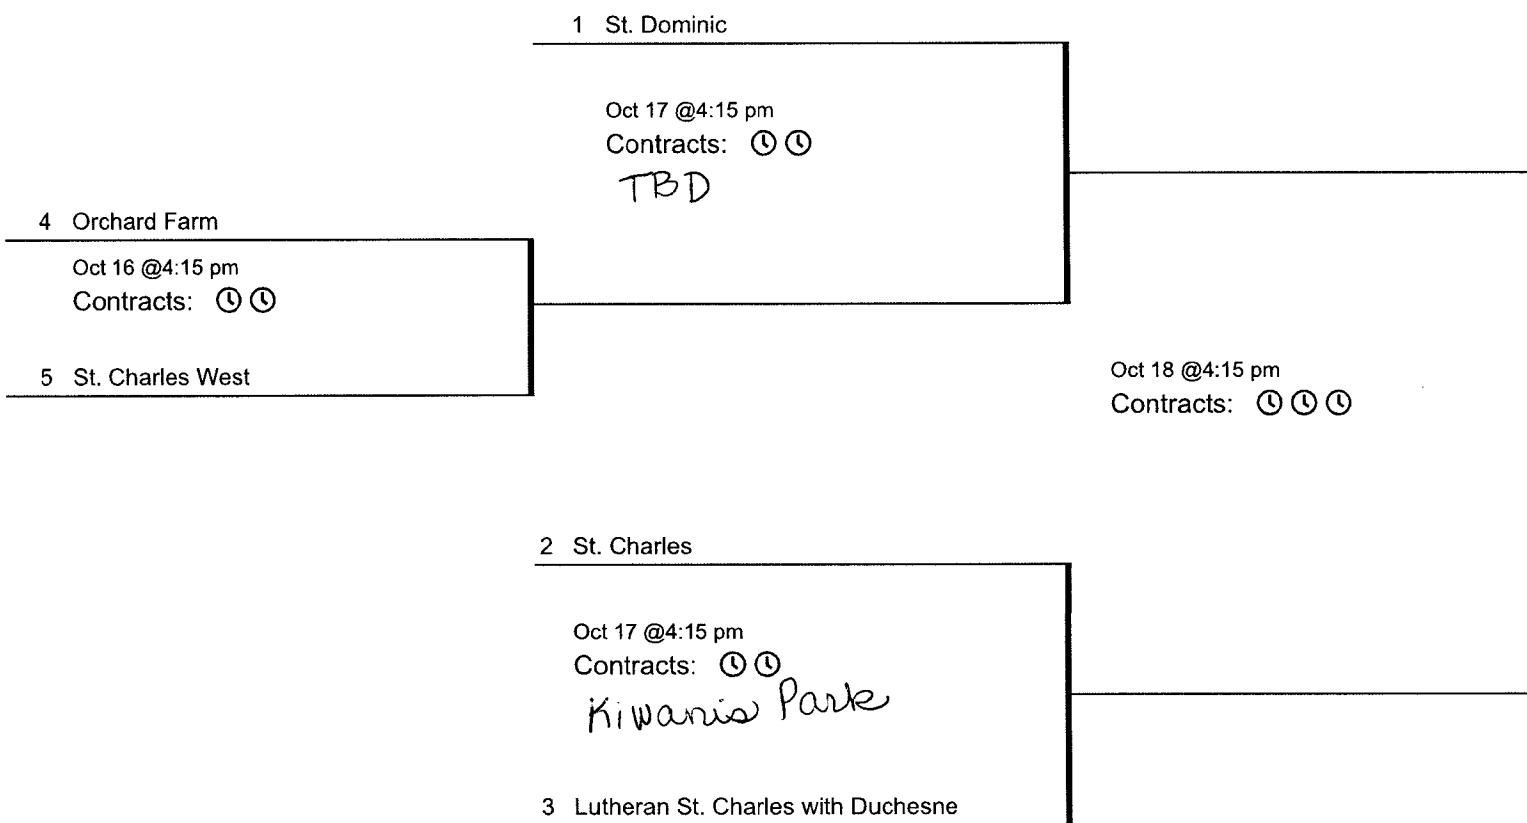 1 St. Dominic
Oct 17 @4:15 pm
Contracts:
TBD
4 Orchard Farm
Oct 16 @4:15 pm
Contracts:
5 St. Charles West
Oct 18 @4:15 pm
Contracts:
2 St. Charles
Oct 17 @4:15 pm
Contracts:
Kiwanis Park
3 Lutheran St. Charles with Duchesne